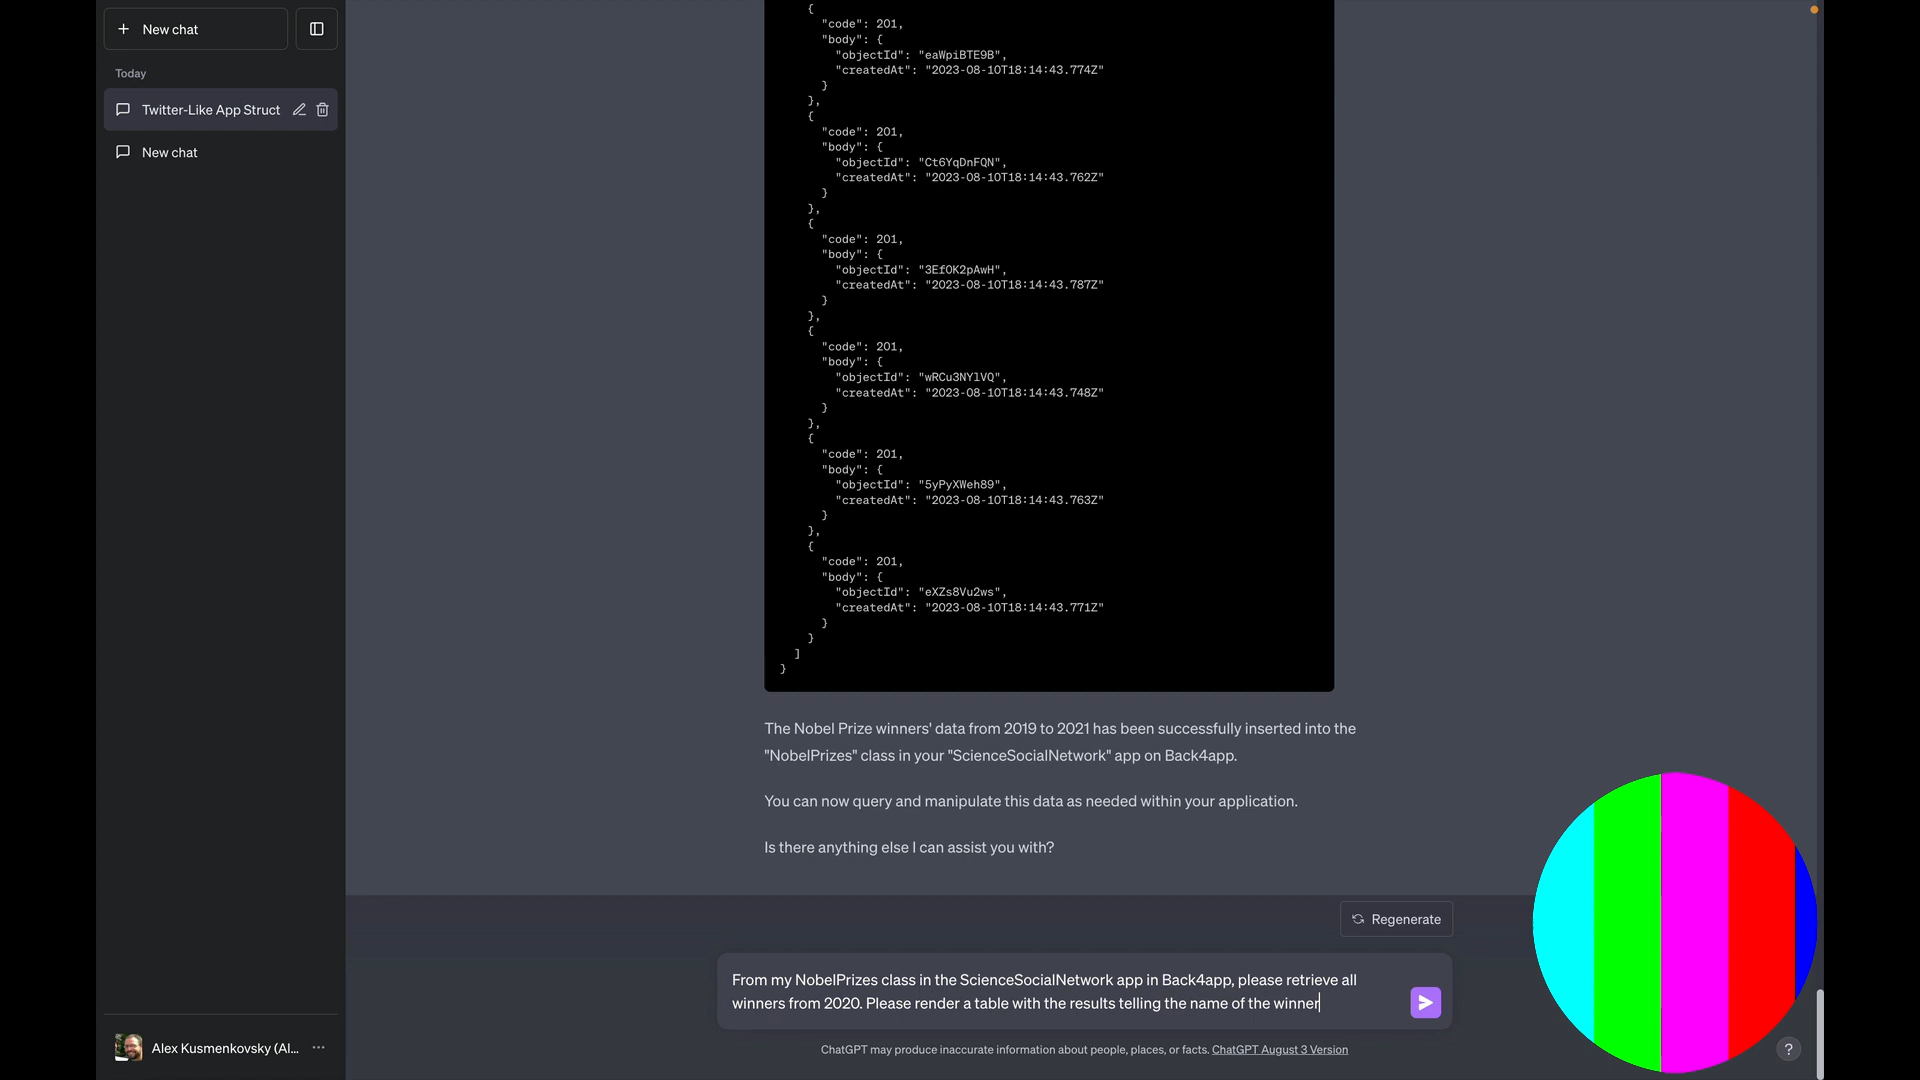 New chat
Today
Twitter-Like App Struct
New chat
{
"code": 201,
"body": {
"objectId": "eaWpiBTE9B",
"createdAt": "2023-08-10T18:14:43.774Z"
}
},
{
"code": 201,
"body": {
"objectId": "Ct6YqDnFQN",
"createdAt": "2023-08-10T18:14:43.762Z"
}
},
{
"code": 201,
"body": {
"objectId": "3EfOK2pAwH",
"createdAt": "2023-08-10T18:14:43.787Z"
}
},
{
"code": 201,
"body": {
"objectId": "wRCu3NYlVQ",
"createdAt": "2023-08-10T18:14:43.748Z"
}
},
{
"code": 201,
"body": {
"objectId": "5yPyXWeh89",
"createdAt": "2023-08-10T18:14:43.763Z"
}
},
{
"code": 201,
"body": {
"objectId": "eXZs8Vu2ws",
"createdAt": "2023-08-10T18:14:43.771Z"
}
}
]
}
The Nobel Prize winners' data from 2019 to 2021 has been successfully inserted into the
"NobelPrizes" class in your "ScienceSocialNetwork" app on Back4app.
You can now query and manipulate this data as needed within your application.
Is there anything else I can assist you with?
Regenerate
From my NobelPrizes class in the ScienceSocialNetwork app in Back4app, please retrieve all
winners from 2020. Please render a table with the results telling the name of the winner
Alex Kusmenkovsky (Al...
ChatGPT may produce inaccurate information about people, places, or facts. ChatGPT August 3 Version
?